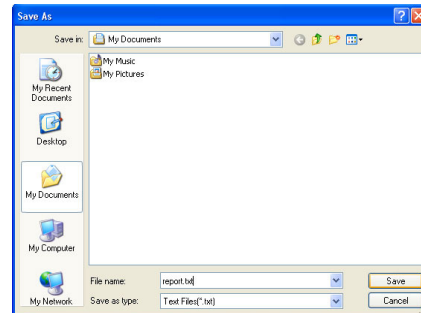 Save As
Save in: My Documents
My Music
My Pictures
My Recent
Documents
Desktop
My Documents
My Computer
My Network
File name: report.txt Save
Save as type: Text Files(*.txt) Cancel